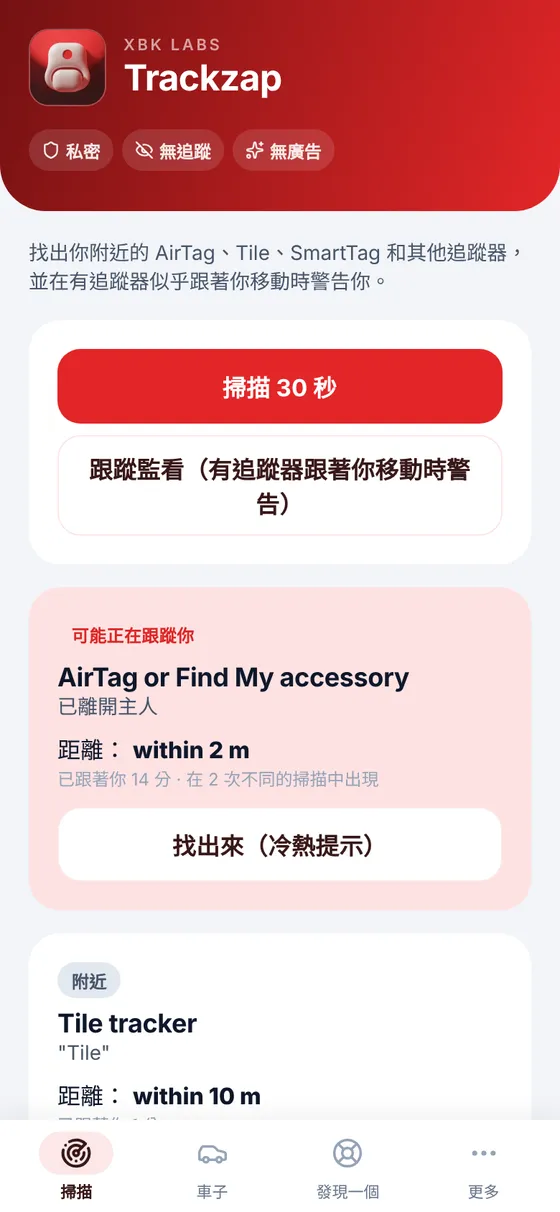 XBK LABS
Trackzap
私密
無追蹤
無廣告
找出你附近的 AirTag、Tile、SmartTag 和其他追蹤器，
並在有追蹤器似乎跟著你移動時警告你。
掃描 30 秒
跟蹤監看（有追蹤器跟著你移動時警
告）
可能正在跟蹤你
AirTag or Find My accessory
已離開主人
距離： within 2 m
已跟著你 14 分 · 在 2 次不同的掃描中出現
找出來（冷熱提示）
附近
Tile tracker
"Tile"
距離： within 10 m
掃描
車子
發現一個
更多